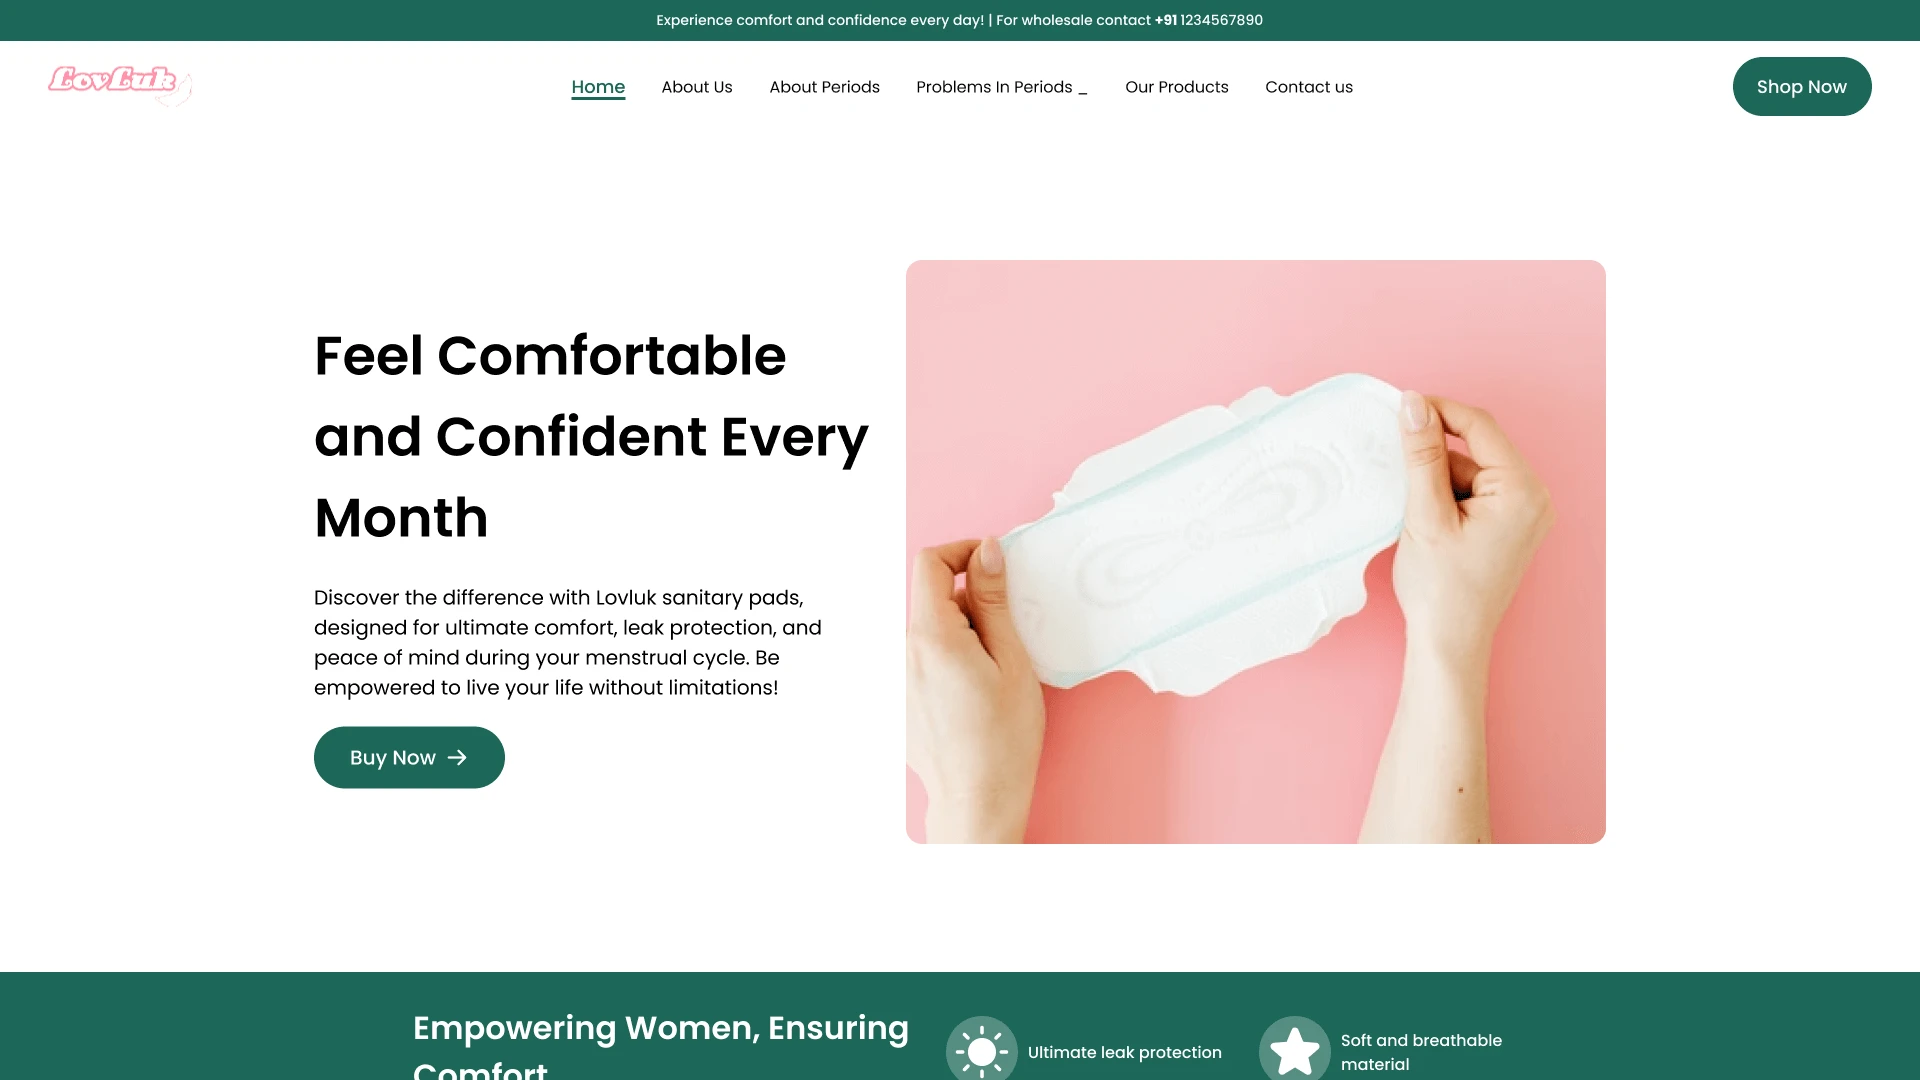 Experience comfort and confidence every day! | For wholesale contact +91 1234567890
LovLuk
Home
About Us
About Periods
Problems In Periods _
Our Products
Contact us
Shop Now
Feel Comfortable
and Confident Every
Month
Discover the difference with Lovluk sanitary pads,
designed for ultimate comfort, leak protection, and
peace of mind during your menstrual cycle. Be
empowered to live your life without limitations!
Buy Now
Empowering Women, Ensuring
Comfort
Ultimate leak protection
Soft and breathable
material